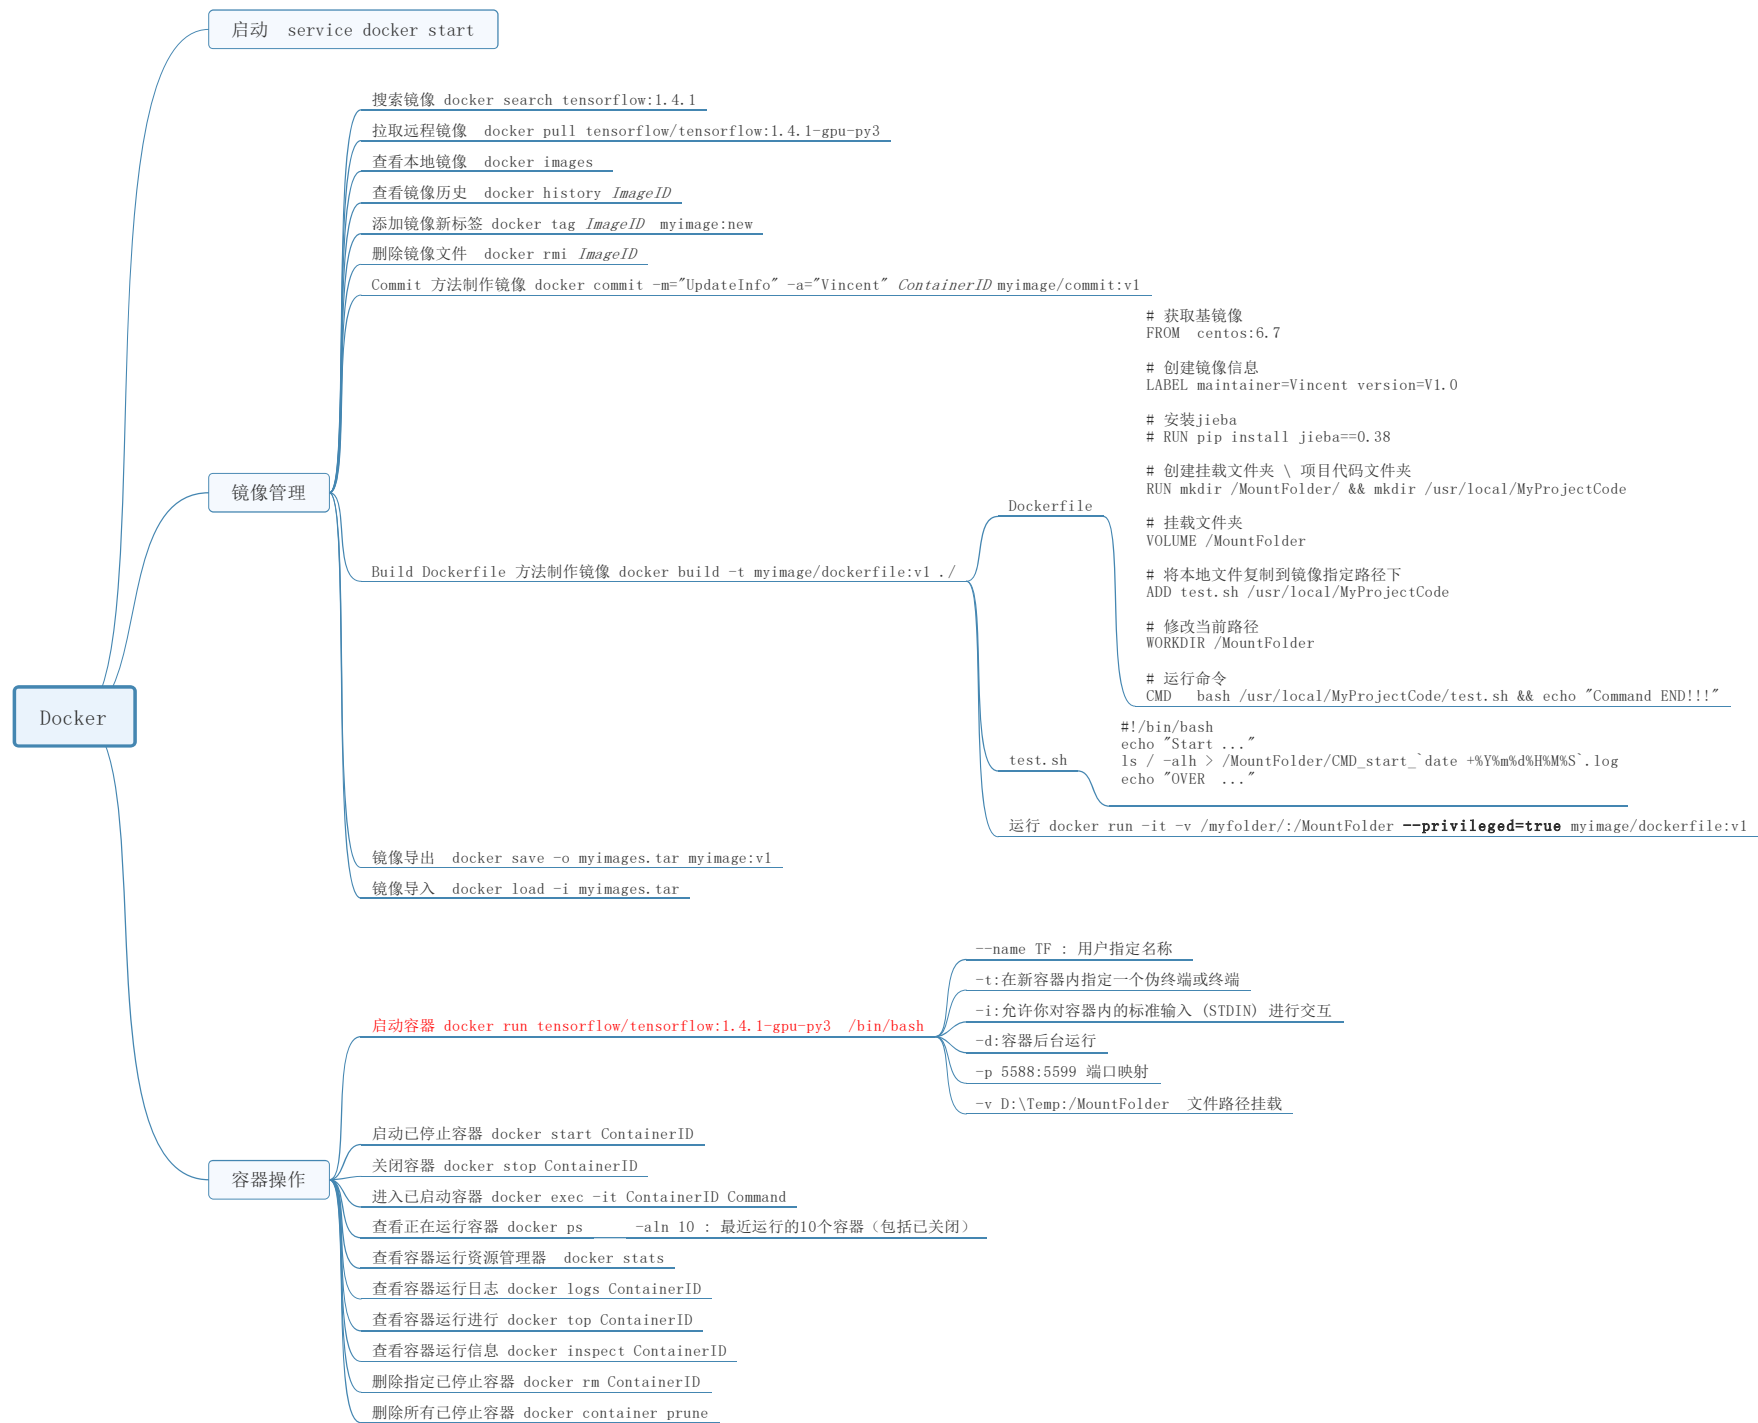 启动  service docker start
搜索镜像 docker search tensorflow:1.4.1
拉取远程镜像  docker pull tensorflow/tensorflow:1.4.1-gpu-py3
查看本地镜像  docker images
查看镜像历史  docker history ImageID
添加镜像新标签 docker tag ImageID  myimage:new
删除镜像文件  docker rmi ImageID
Commit 方法制作镜像 docker commit -m="UpdateInfo" -a="Vincent" ContainerID myimage/commit:v1
# 获取基镜像
FROM  centos:6.7
# 创建镜像信息
LABEL maintainer=Vincent version=V1.0
# 安装jieba
# RUN pip install jieba==0.38
# 创建挂载文件夹 \ 项目代码文件夹
RUN mkdir /MountFolder/ && mkdir /usr/local/MyProjectCode
镜像管理
Dockerfile
# 挂载文件夹
VOLUME /MountFolder
Build Dockerfile 方法制作镜像 docker build -t myimage/dockerfile:v1 ./
# 将本地文件复制到镜像指定路径下
ADD test.sh /usr/local/MyProjectCode
# 修改当前路径
WORKDIR /MountFolder
# 运行命令
CMD   bash /usr/local/MyProjectCode/test.sh && echo "Command END!!!"
Docker
#!/bin/bash
echo "Start ..."
test.sh
ls / -alh > /MountFolder/CMD_start_`date +%Y%m%d%H%M%S`.log
echo "OVER  ..."
运行 docker run -it -v /myfolder/:/MountFolder --privileged=true myimage/dockerfile:v1
镜像导出  docker save -o myimages.tar myimage:v1
镜像导入  docker load -i myimages.tar
--name TF : 用户指定名称
-t:在新容器内指定一个伪终端或终端
-i:允许你对容器内的标准输入 (STDIN) 进行交互
启动容器 docker run tensorflow/tensorflow:1.4.1-gpu-py3  /bin/bash
-d:容器后台运行
-p 5588:5599 端口映射
-v D:\Temp:/MountFolder  文件路径挂载
启动已停止容器 docker start ContainerID
关闭容器 docker stop ContainerID
容器操作
进入已启动容器 docker exec -it ContainerID Command
查看正在运行容器 docker ps      -aln 10 : 最近运行的10个容器（包括已关闭）
查看容器运行资源管理器  docker stats
查看容器运行日志 docker logs ContainerID
查看容器运行进行 docker top ContainerID
查看容器运行信息 docker inspect ContainerID
删除指定已停止容器 docker rm ContainerID
删除所有已停止容器 docker container prune